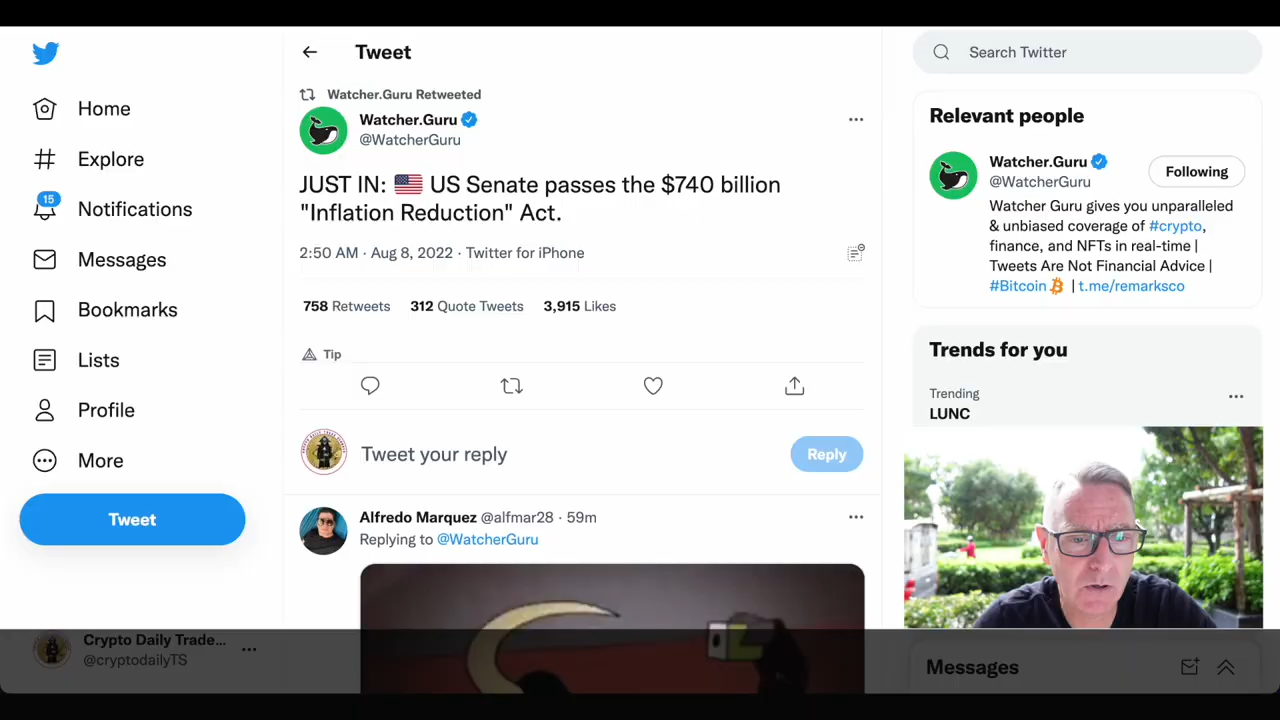 Home
Explore
15
Notifications
Messages
Bookmarks
Lists
Profile
More
Tweet
Crypto Daily Trade...
@cryptodailyTS
Tweet
Watcher.Guru Retweeted
Watcher.Guru
@WatcherGuru
JUST IN: 🇺🇸 US Senate passes the $740 billion
"Inflation Reduction" Act.
2:50 AM · Aug 8, 2022 · Twitter for iPhone
758 Retweets 312 Quote Tweets 3,915 Likes
Tip
Tweet your reply
Reply
Alfredo Marquez @alfmar28 · 59m
Replying to @WatcherGuru
Search Twitter
Relevant people
Watcher.Guru
@WatcherGuru
Following
Watcher Guru gives you unparalleled
& unbiased coverage of #crypto,
finance, and NFTs in real-time |
Tweets Are Not Financial Advice |
#Bitcoin | t.me/remarksco
Trends for you
Trending
LUNC
Messages